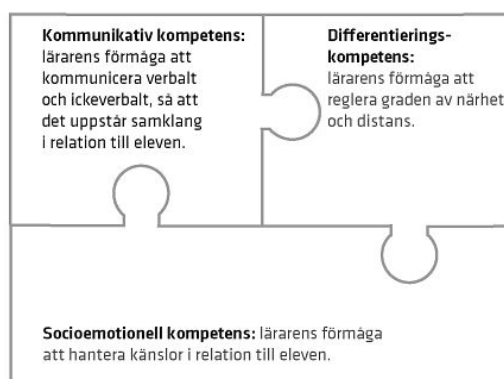 Kommunikativ kompetens:
lärarens förmåga att
kommunicera verbalt
och ickeverbalt, så att
det uppstår samklang
i relation till eleven.
Differentierings-
kompetens:
lärarens förmåga att
reglera graden av närhet
och distans.
Socioemotionell kompetens: lärarens förmåga
att hantera känslor i relation till eleven.